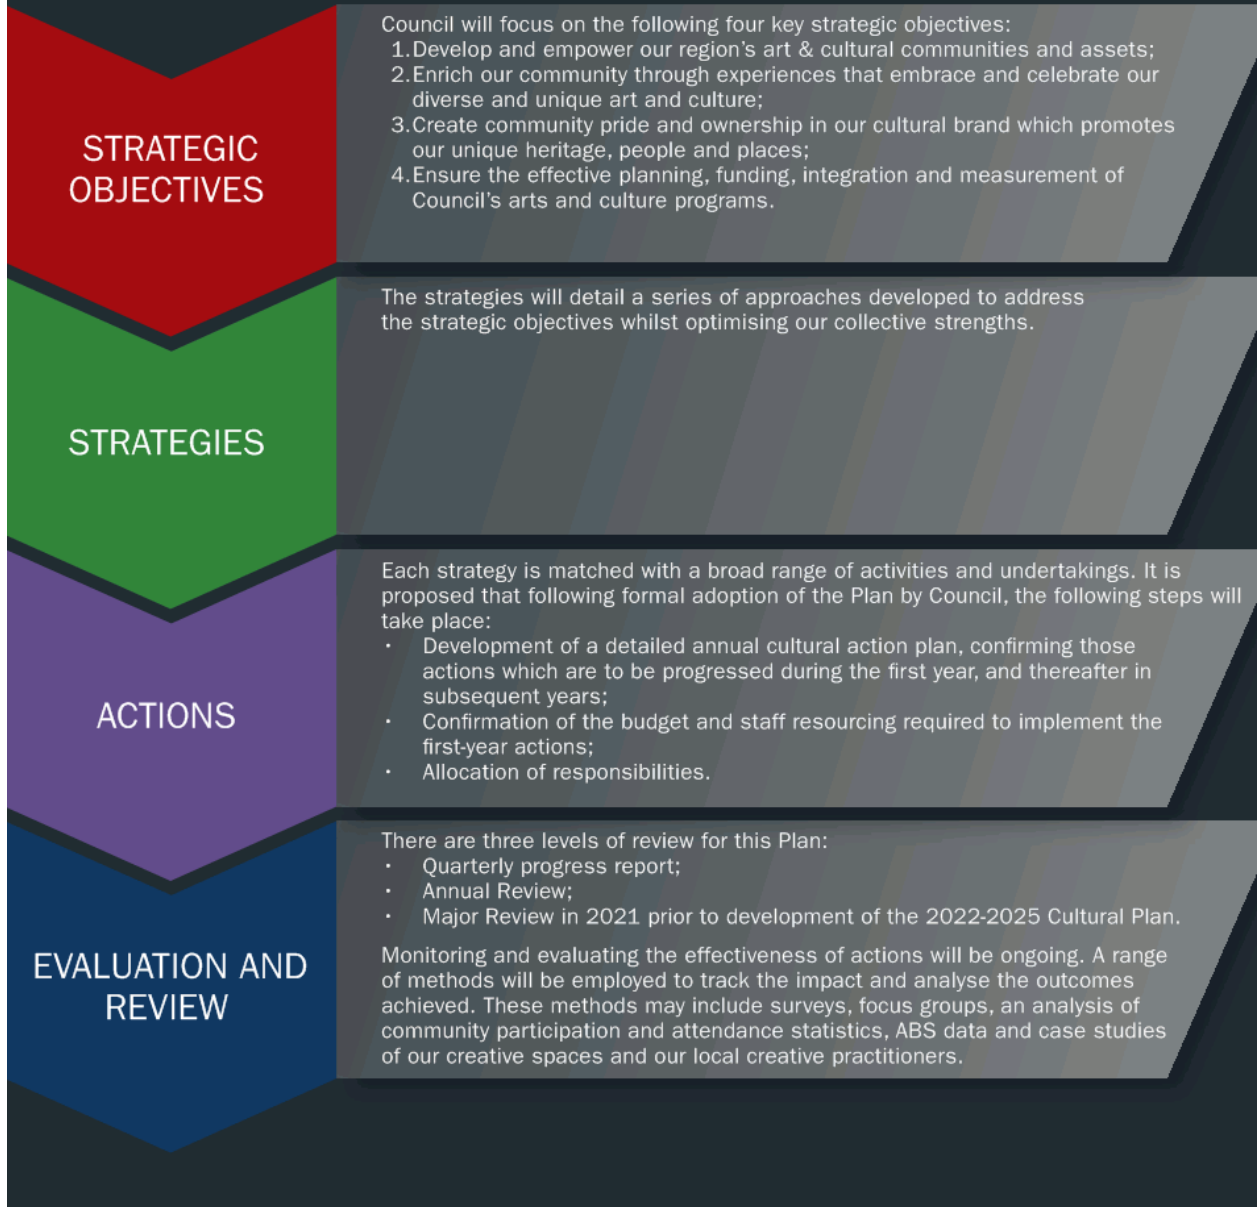 STRATEGIC
OBJECTIVES
Council will focus on the following four key strategic objectives:
1. Develop and empower our region's art & cultural communities and assets;
2. Enrich our community through experiences that embrace and celebrate our
diverse and unique art and culture;
3. Create community pride and ownership in our cultural brand which promotes
our unique heritage, people and places;
4. Ensure the effective planning, funding, integration and measurement of
Council's arts and culture programs.
STRATEGIES
The strategies will detail a series of approaches developed to address
the strategic objectives whilst optimising our collective strengths.
ACTIONS
Each strategy is matched with a broad range of activities and undertakings. It is
proposed that following formal adoption of the Plan by Council, the following steps will
take place:
• Development of a detailed annual cultural action plan, confirming those
actions which are to be progressed during the first year, and thereafter in
subsequent years;
• Confirmation of the budget and staff resourcing required to implement the
first-year actions;
• Allocation of responsibilities.
EVALUATION AND
REVIEW
There are three levels of review for this Plan:
• Quarterly progress report;
• Annual Review;
• Major Review in 2021 prior to development of the 2022-2025 Cultural Plan.
Monitoring and evaluating the effectiveness of actions will be ongoing. A range
of methods will be employed to track the impact and analyse the outcomes
achieved. These methods may include surveys, focus groups, an analysis of
community participation and attendance statistics, ABS data and case studies
of our creative spaces and our local creative practitioners.